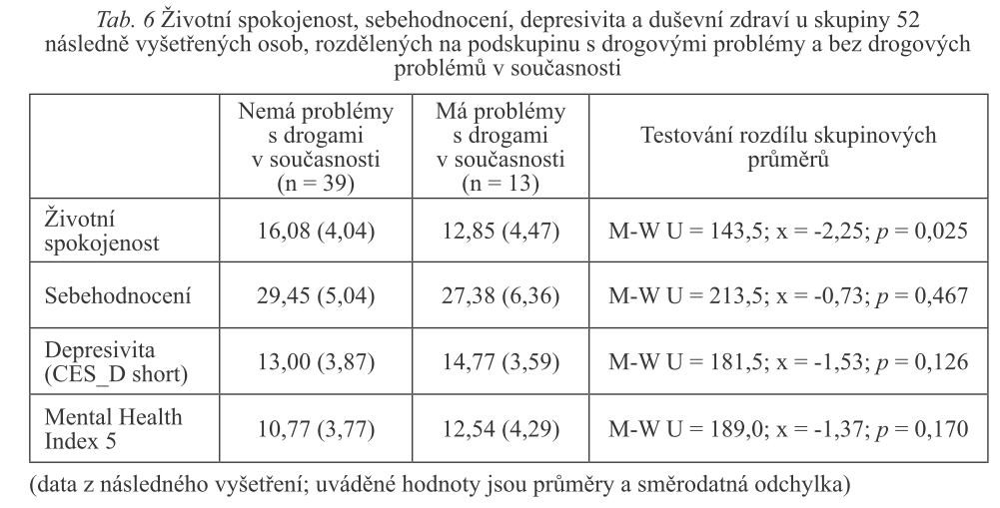 Tab. 6 Životní spokojenost, sebehodnocení, depresivita a duševní zdraví u skupiny 52
následně vyšetřených osob, rozdělených na podskupinu s drogovými problémy a bez drogových
problémů v současnosti
Nemá problémy
s drogami
v současnosti
(n = 39)
Má problémy
s drogami
v současnosti
(n = 13)
Testování rozdílu skupinových
průměrů
Životní
spokojenost
16,08 (4,04)
12,85 (4,47)
M-W U = 143,5; x = -2,25; p = 0,025
Sebehodnocení
29,45 (5,04)
27,38 (6,36)
M-W U = 213,5; x = -0,73; p = 0,467
Depresivita
(CES_D short)
13,00 (3,87)
14,77 (3,59)
M-W U = 181,5; x = -1,53; p = 0,126
Mental Health
Index 5
10,77 (3,77)
12,54 (4,29)
M-W U = 189,0; x = -1,37; p = 0,170
(data z následného vyšetření; uváděné hodnoty jsou průměry a směrodatná odchylka)